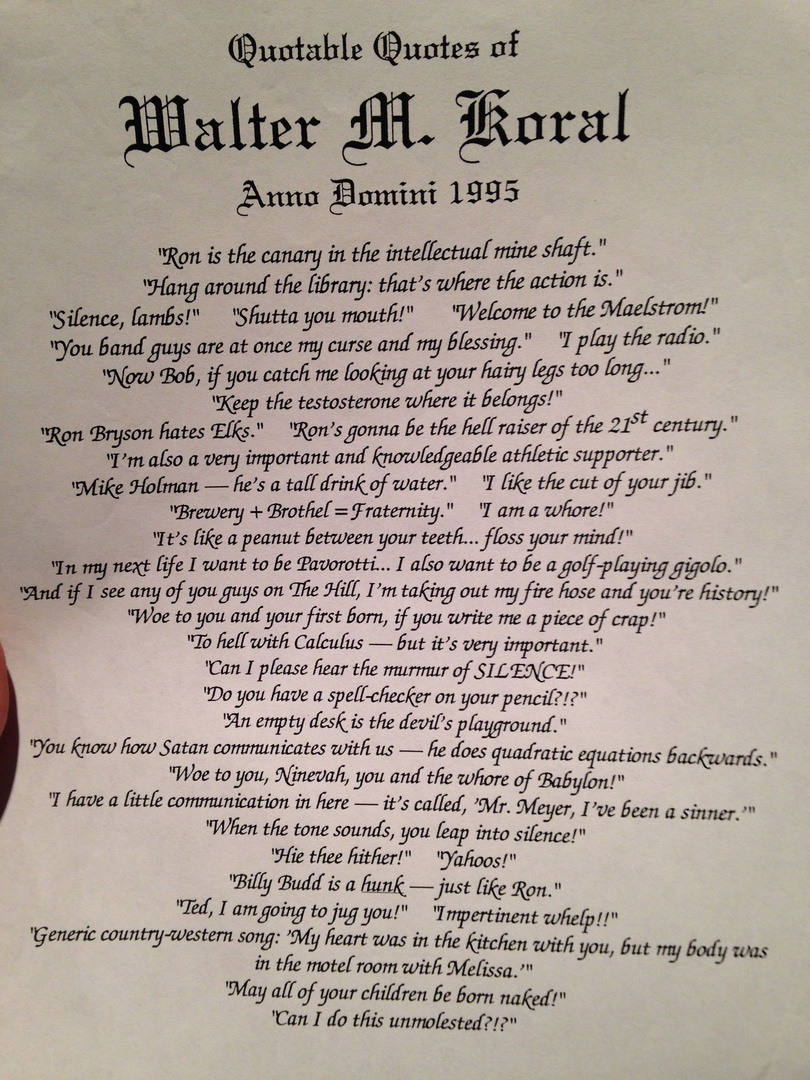 Quotable Quotes of
Walter M. Koral
Anno Domini 1995
"Ron is the canary in the intellectual mine shaft."
"Hang around the library: that's where the action is."
"Silence, lambs!" "Shutta you mouth!" "Welcome to the Maelstrom!"
"You band guys are at once my curse and my blessing." "I play the radio."
"Now Bob, if you catch me looking at your hairy legs too long..."
"Keep the testosterone where it belongs!"
"Ron Bryson hates Elks." "Ron's gonna be the hell raiser of the 21st century."
"I'm also a very important and knowledgeable athletic supporter."
"Mike Holman — he's a tall drink of water." "I like the cut of your jib."
"Brewery + Brothel = Fraternity." "I am a whore!"
"It's like a peanut between your teeth... floss your mind!"
"In my next life I want to be Pavorotti... I also want to be a golf-playing gigolo."
"And if I see any of you guys on The Hill, I'm taking out my fire hose and you're history!"
"Woe to you and your first born, if you write me a piece of crap!"
"To hell with Calculus — but it's very important."
"Can I please hear the murmur of SILENCE!"
"Do you have a spell-checker on your pencil?!?"
"An empty desk is the devil's playground."
"You know how Satan communicates with us — he does quadratic equations backwards."
"Woe to you, Ninevah, you and the whore of Babylon!"
"I have a little communication in here — it's called, 'Mr. Meyer, I've been a sinner.'"
"When the tone sounds, you leap into silence!"
"Hie thee hither!" "Yahoos!"
"Billy Budd is a hunk — just like Ron."
"Ted, I am going to jug you!" "Impertinent whelp!!"
"Generic country-western song: 'My heart was in the kitchen with you, but my body was
in the motel room with Melissa.'"
"May all of your children be born naked!"
"Can I do this unmolested?!?"